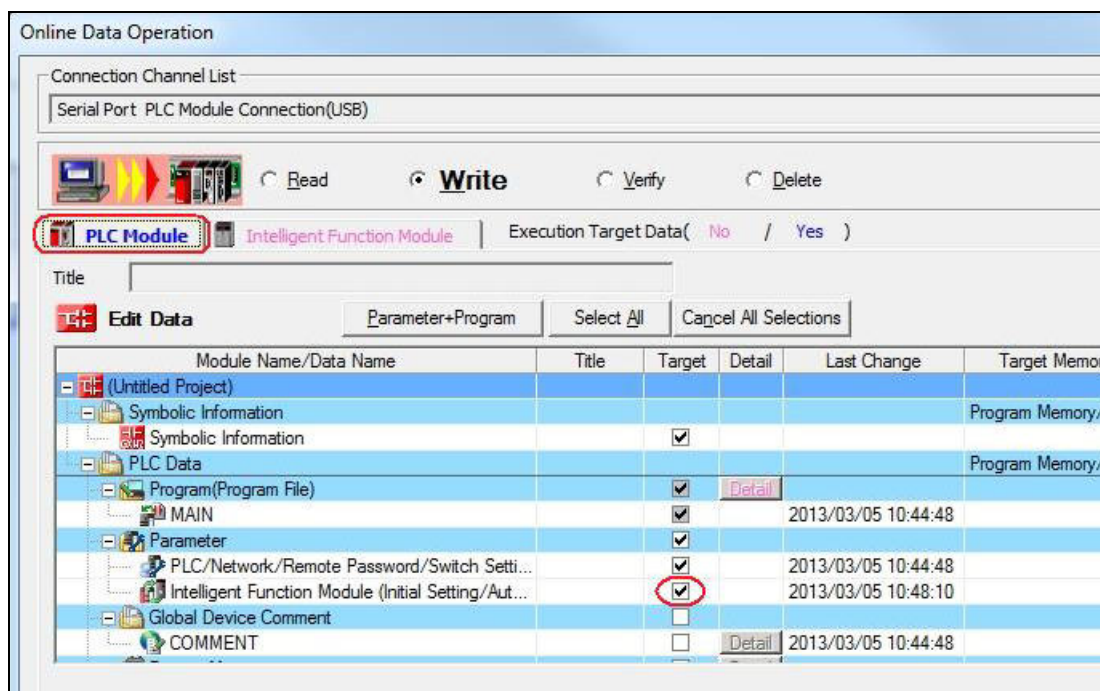 Online Data Operation
Connection Channel List
Serial Port PLC Module Connection(USB)
Read Write Verify Delete
PLC Module Intelligent Function Module Execution Target Data( No / Yes )
Title
Edit Data Parameter+Program Select All Cancel All Selections
Module Name/Data Name Title Target Detail Last Change Target Memo
(Untitled Project)
Symbolic Information Program Memory/
Symbolic Information
PLC Data Program Memory/
Program(Program File) Detail
MAIN 2013/03/05 10:44:48
Parameter
PLC/Network/Remote Password/Switch Setti... 2013/03/05 10:44:48
Intelligent Function Module (Initial Setting/Aut... 2013/03/05 10:48:10
Global Device Comment
COMMENT Detail 2013/03/05 10:44:48